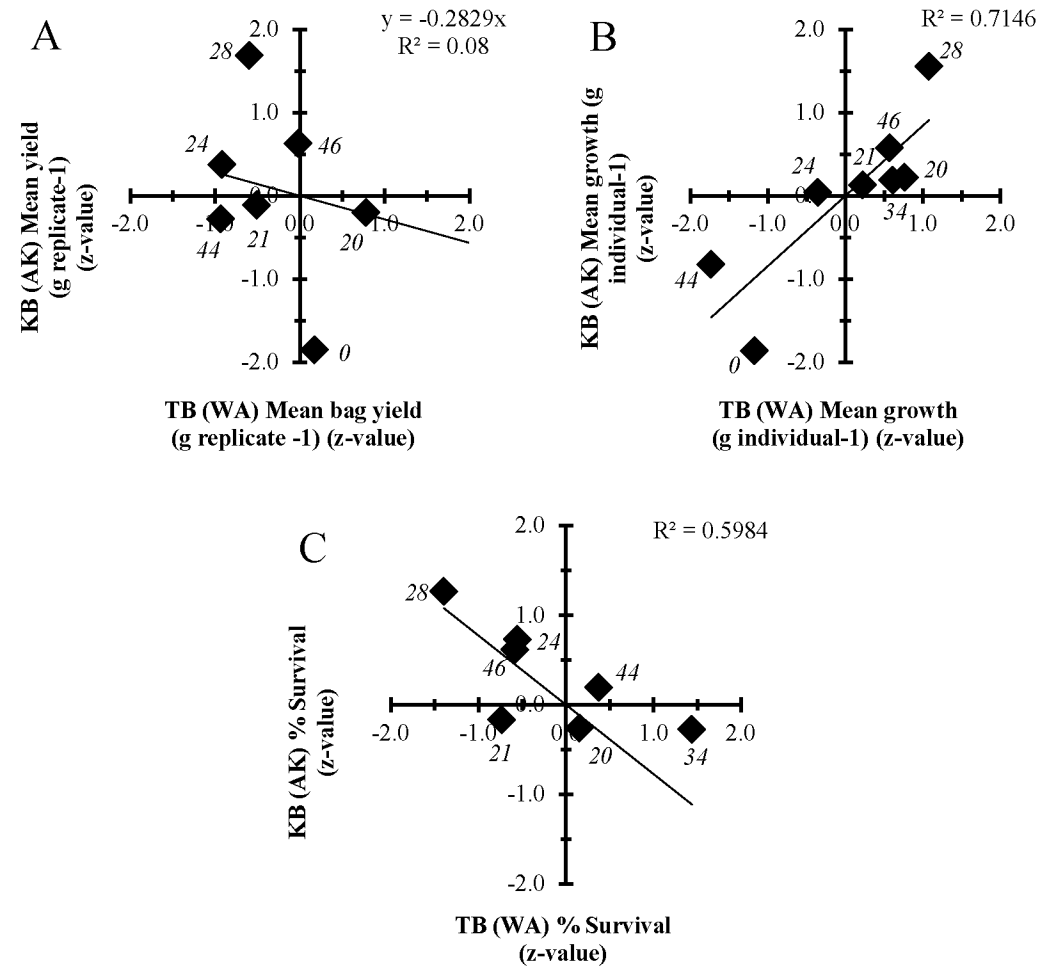 A
y = -0.2829x
R² = 0.08
2.0
1.0
0.0
-1.0
-2.0
-2.0
-1.0
0.0
1.0
2.0
28
24
46
44
21
20
0
KB (AK) Mean yield
(g replicate-1)
(z-value)
TB (WA) Mean bag yield
(g replicate -1) (z-value)
B
R² = 0.7146
2.0
1.0
0.0
-1.0
-2.0
-2.0
-1.0
0.0
1.0
2.0
28
46
21
24
20
34
44
0
KB (AK) Mean growth (g
individual-1)
(z-value)
TB (WA) Mean growth
(g individual-1) (z-value)
C
R² = 0.5984
2.0
1.0
0.0
-1.0
-2.0
-2.0
-1.0
0.0
1.0
2.0
28
24
46
44
21
20
34
KB (AK) % Survival
(z-value)
TB (WA) % Survival
(z-value)